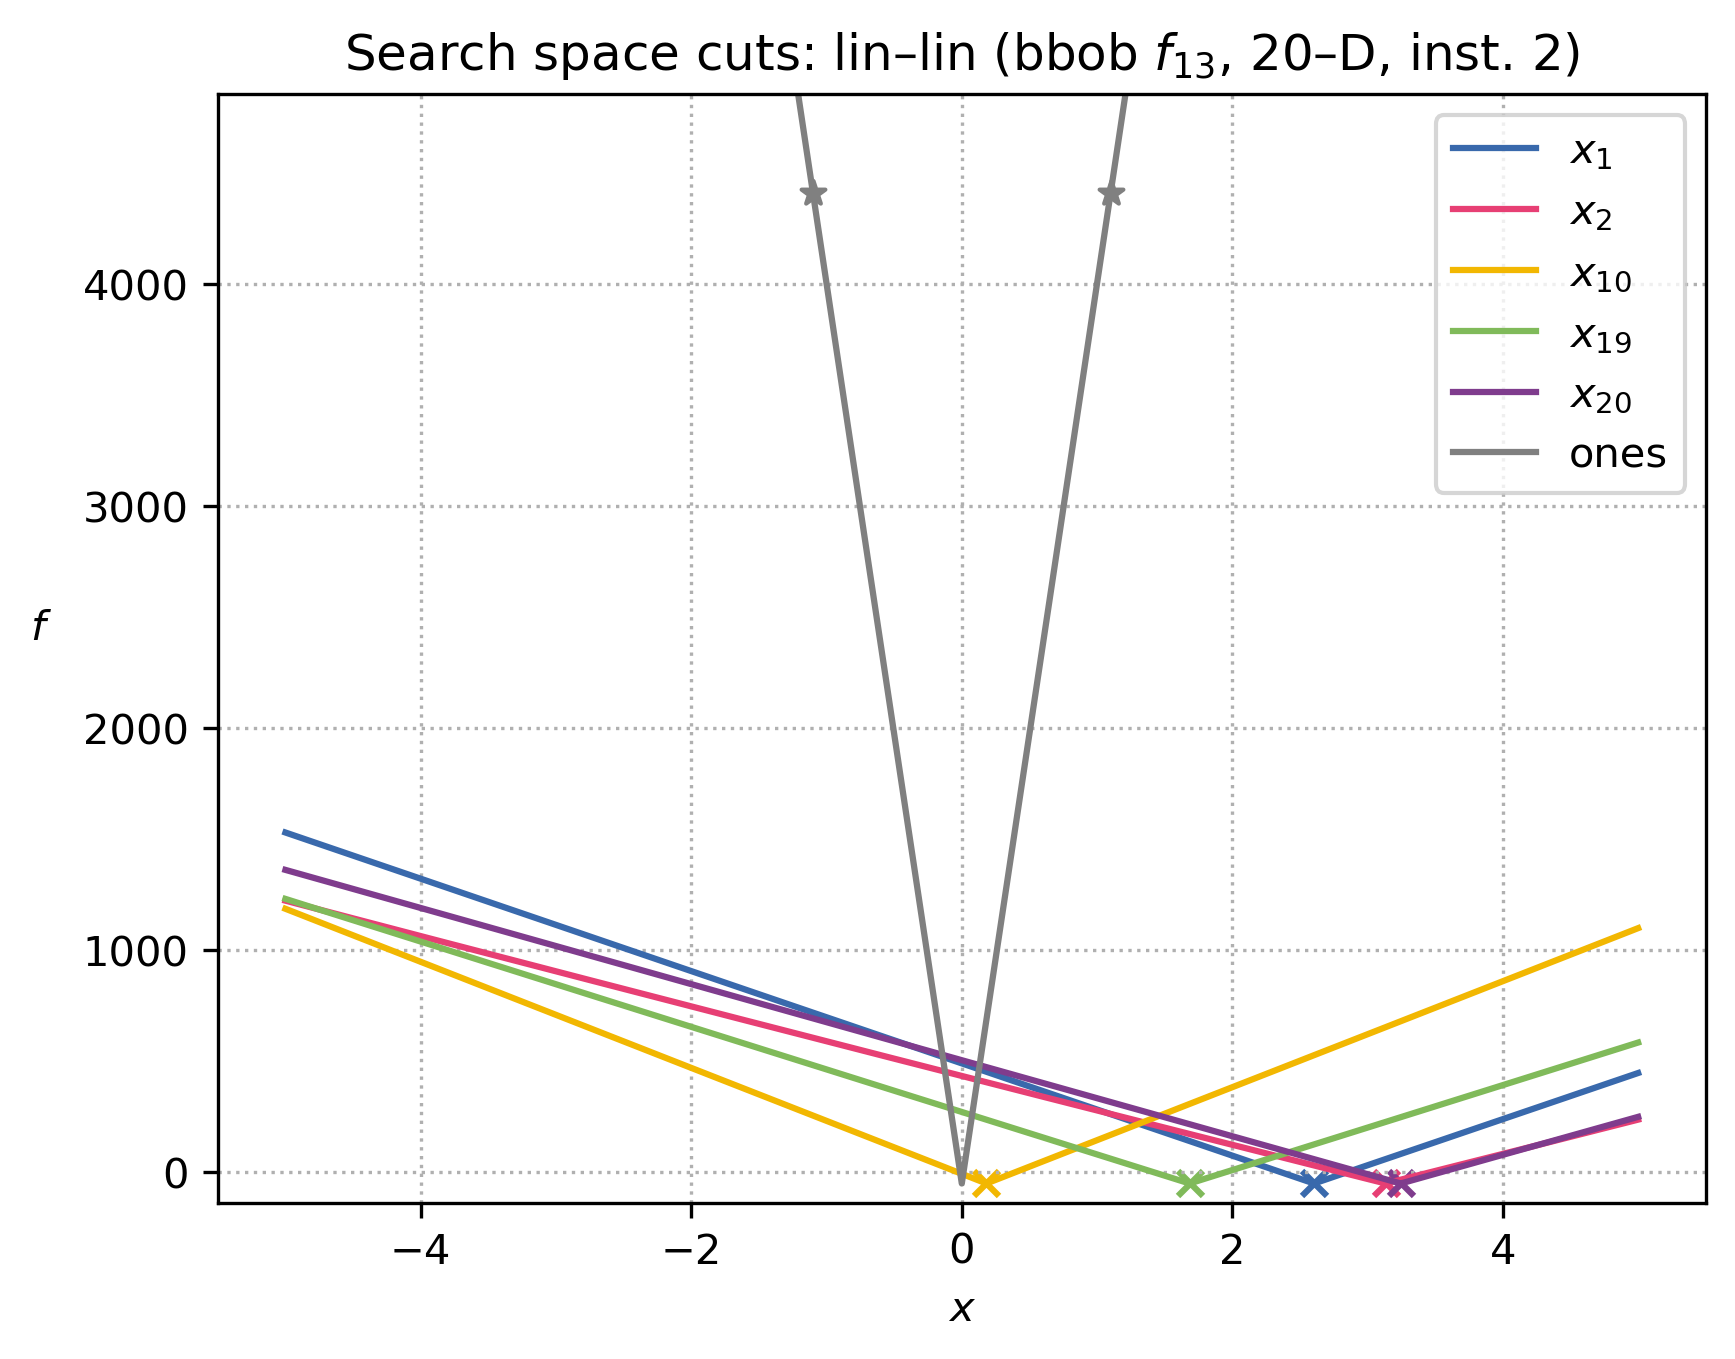 Search space cuts: lin–lin (bbob f₁₃, 20–D, inst. 2)
x₁
x₂
x₁₀
x₁₉
x₂₀
ones
4000
3000
2000
1000
0
f
−4 −2 0 2 4
x